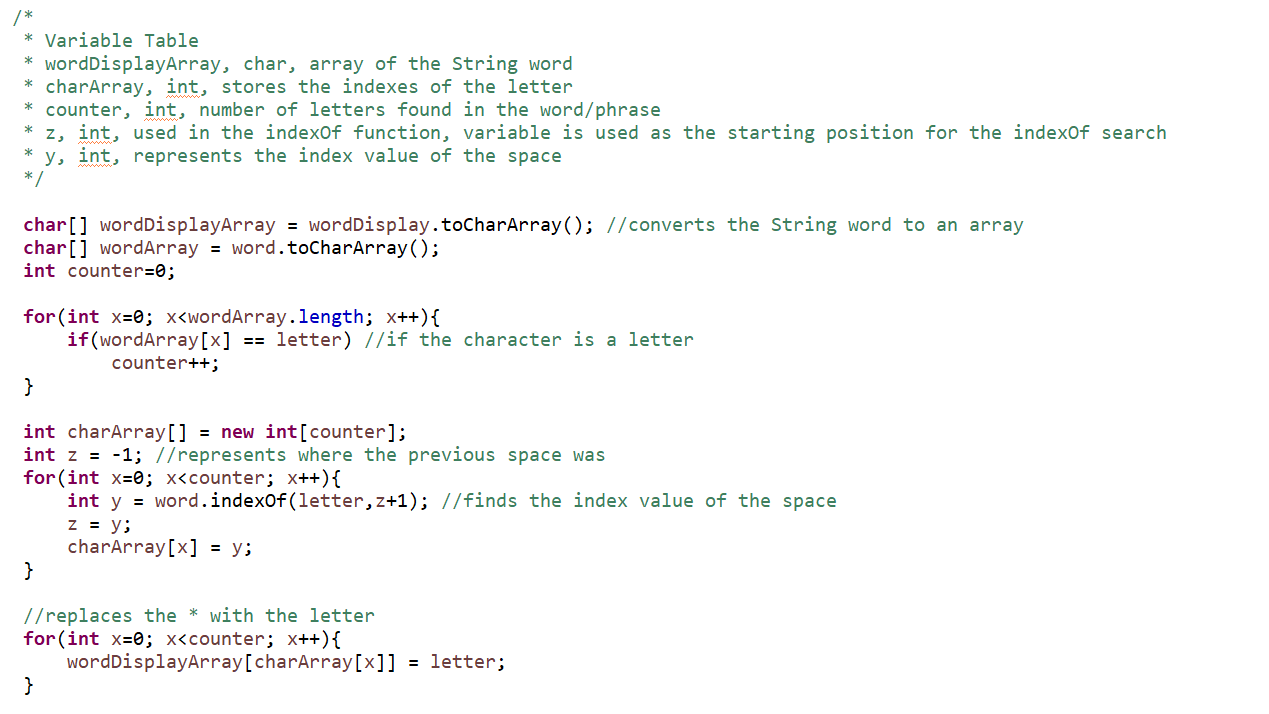 /*
 * Variable Table
 * wordDisplayArray, char, array of the String word
 * charArray, int, stores the indexes of the letter
 * counter, int, number of letters found in the word/phrase
 * z, int, used in the indexOf function, variable is used as the starting position for the indexOf search
 * y, int, represents the index value of the space
 */

char[] wordDisplayArray = wordDisplay.toCharArray(); //converts the String word to an array
char[] wordArray = word.toCharArray();
int counter=0;

for(int x=0; x<wordArray.length; x++){
    if(wordArray[x] == letter) //if the character is a letter
        counter++;
}

int charArray[] = new int[counter];
int z = -1; //represents where the previous space was
for(int x=0; x<counter; x++){
    int y = word.indexOf(letter,z+1); //finds the index value of the space
    z = y;
    charArray[x] = y;
}

//replaces the * with the letter
for(int x=0; x<counter; x++){
    wordDisplayArray[charArray[x]] = letter;
}